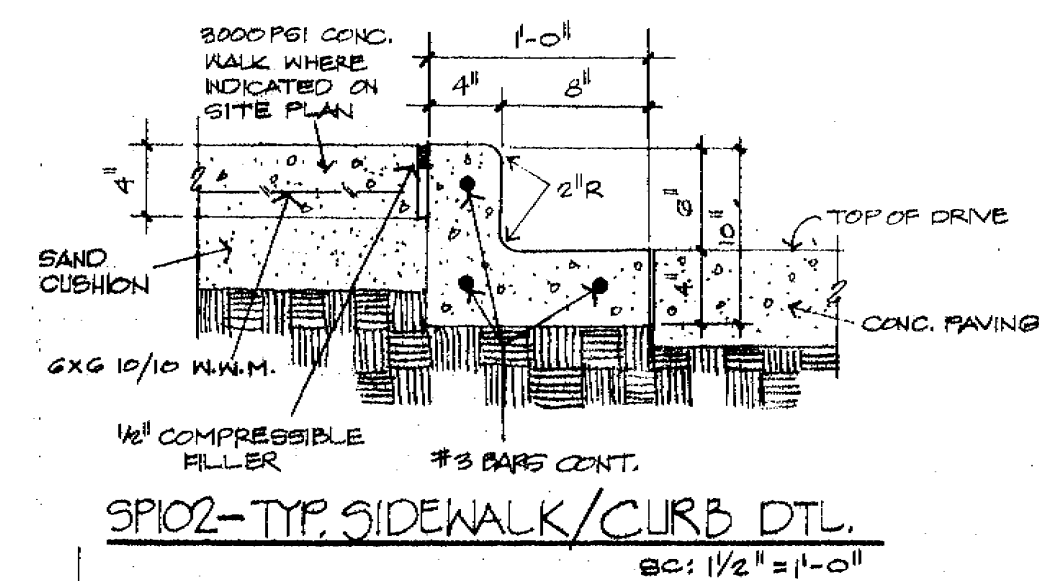 3000 PSI CONC.
WALK WHERE
INDICATED ON
SITE PLAN
1'-0"
4"
8"
4"
2"R
6"
10"
4"
TOP OF DRIVE
SAND
CUSHION
CONC. PAVING
6X6 10/10 W.W.M.
1/2" COMPRESSIBLE
FILLER
#3 BARS CONT.
SP102-TYP. SIDEWALK/CURB DTL.
SC: 1 1/2" = 1'-0"